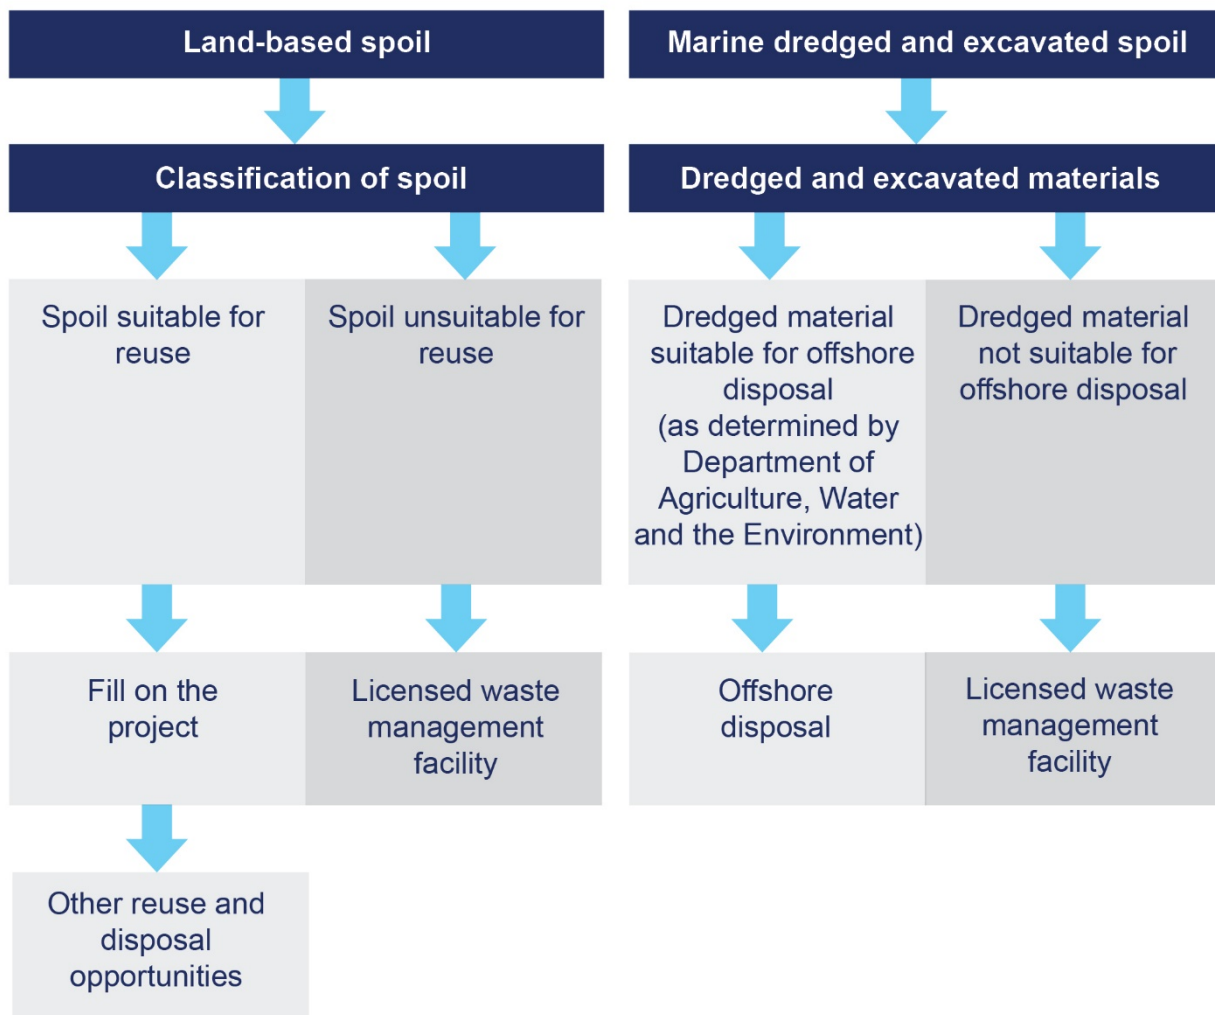 Land-based spoil
Classification of spoil
Spoil suitable for
reuse
Spoil unsuitable for
reuse
Fill on the
project
Licensed waste
management
facility
Other reuse and
disposal
opportunities
Marine dredged and excavated spoil
Dredged and excavated materials
Dredged material
suitable for offshore
disposal
(as determined by
Department of
Agriculture, Water
and the Environment)
Dredged material
not suitable for
offshore disposal
Offshore
disposal
Licensed waste
management
facility